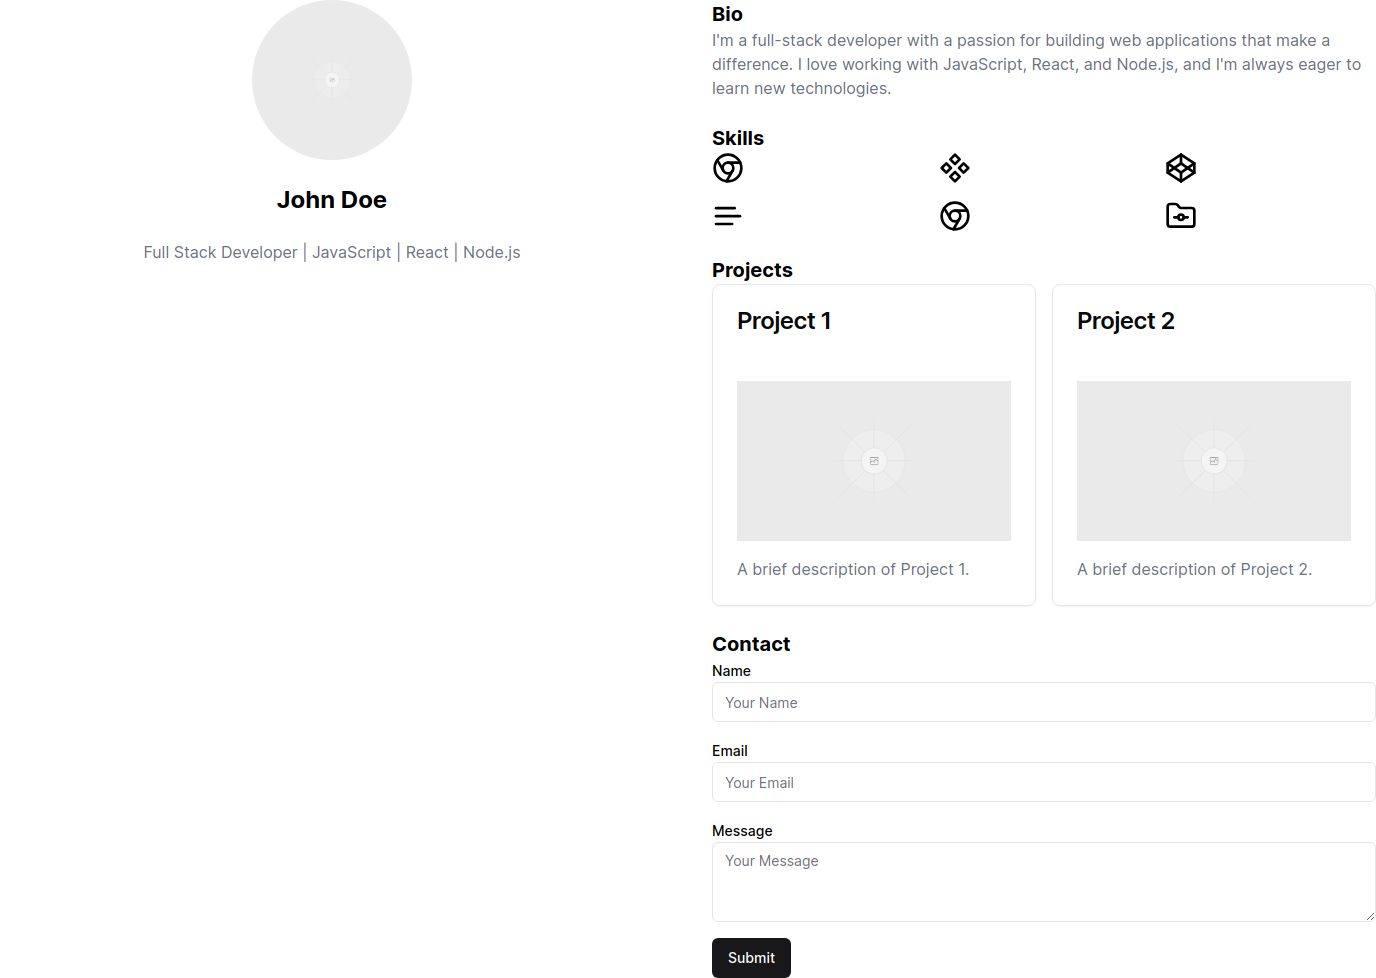 John Doe
Full Stack Developer | JavaScript | React | Node.js
Bio
I'm a full-stack developer with a passion for building web applications that make a
difference. I love working with JavaScript, React, and Node.js, and I'm always eager to
learn new technologies.
Skills
Projects
Project 1
A brief description of Project 1.
Project 2
A brief description of Project 2.
Contact
Name
Your Name
Email
Your Email
Message
Your Message
Submit